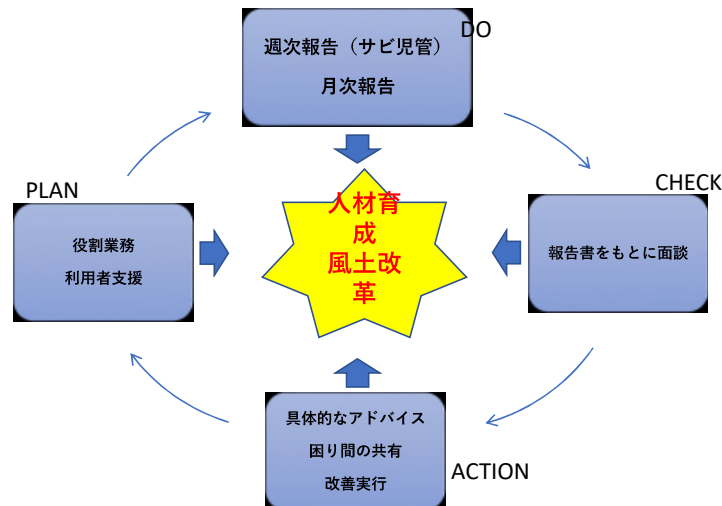 DO
週次報告（サビ児管）
月次報告
PLAN
役割業務
利用者支援
人材育
成
風土改
革
CHECK
報告書をもとに面談
具体的なアドバイス
困り間の共有
改善実行
ACTION